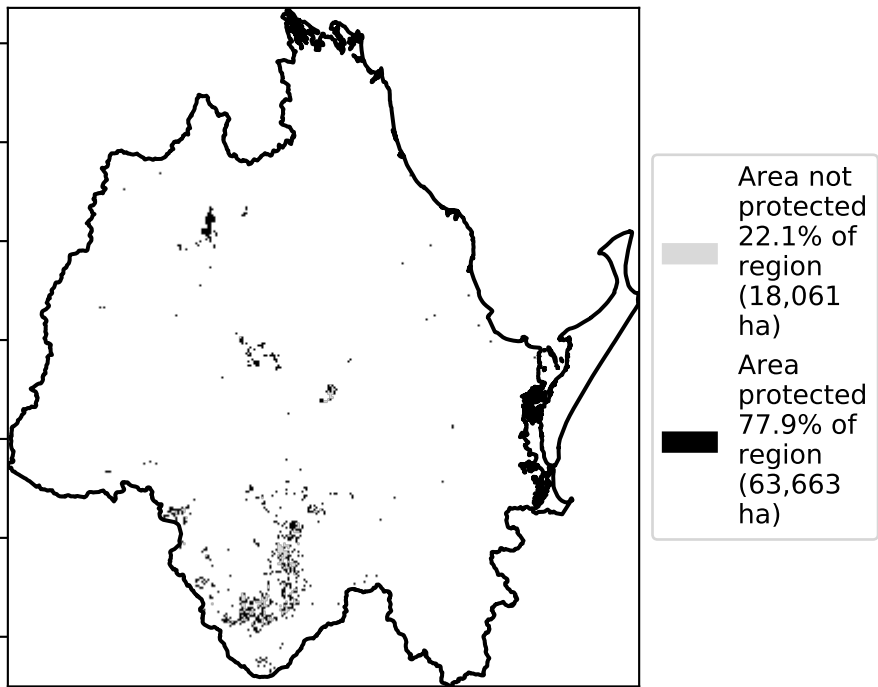 Area not
protected
22.1% of
region
(18,061
ha)
Area
protected
77.9% of
region
(63,663
ha)